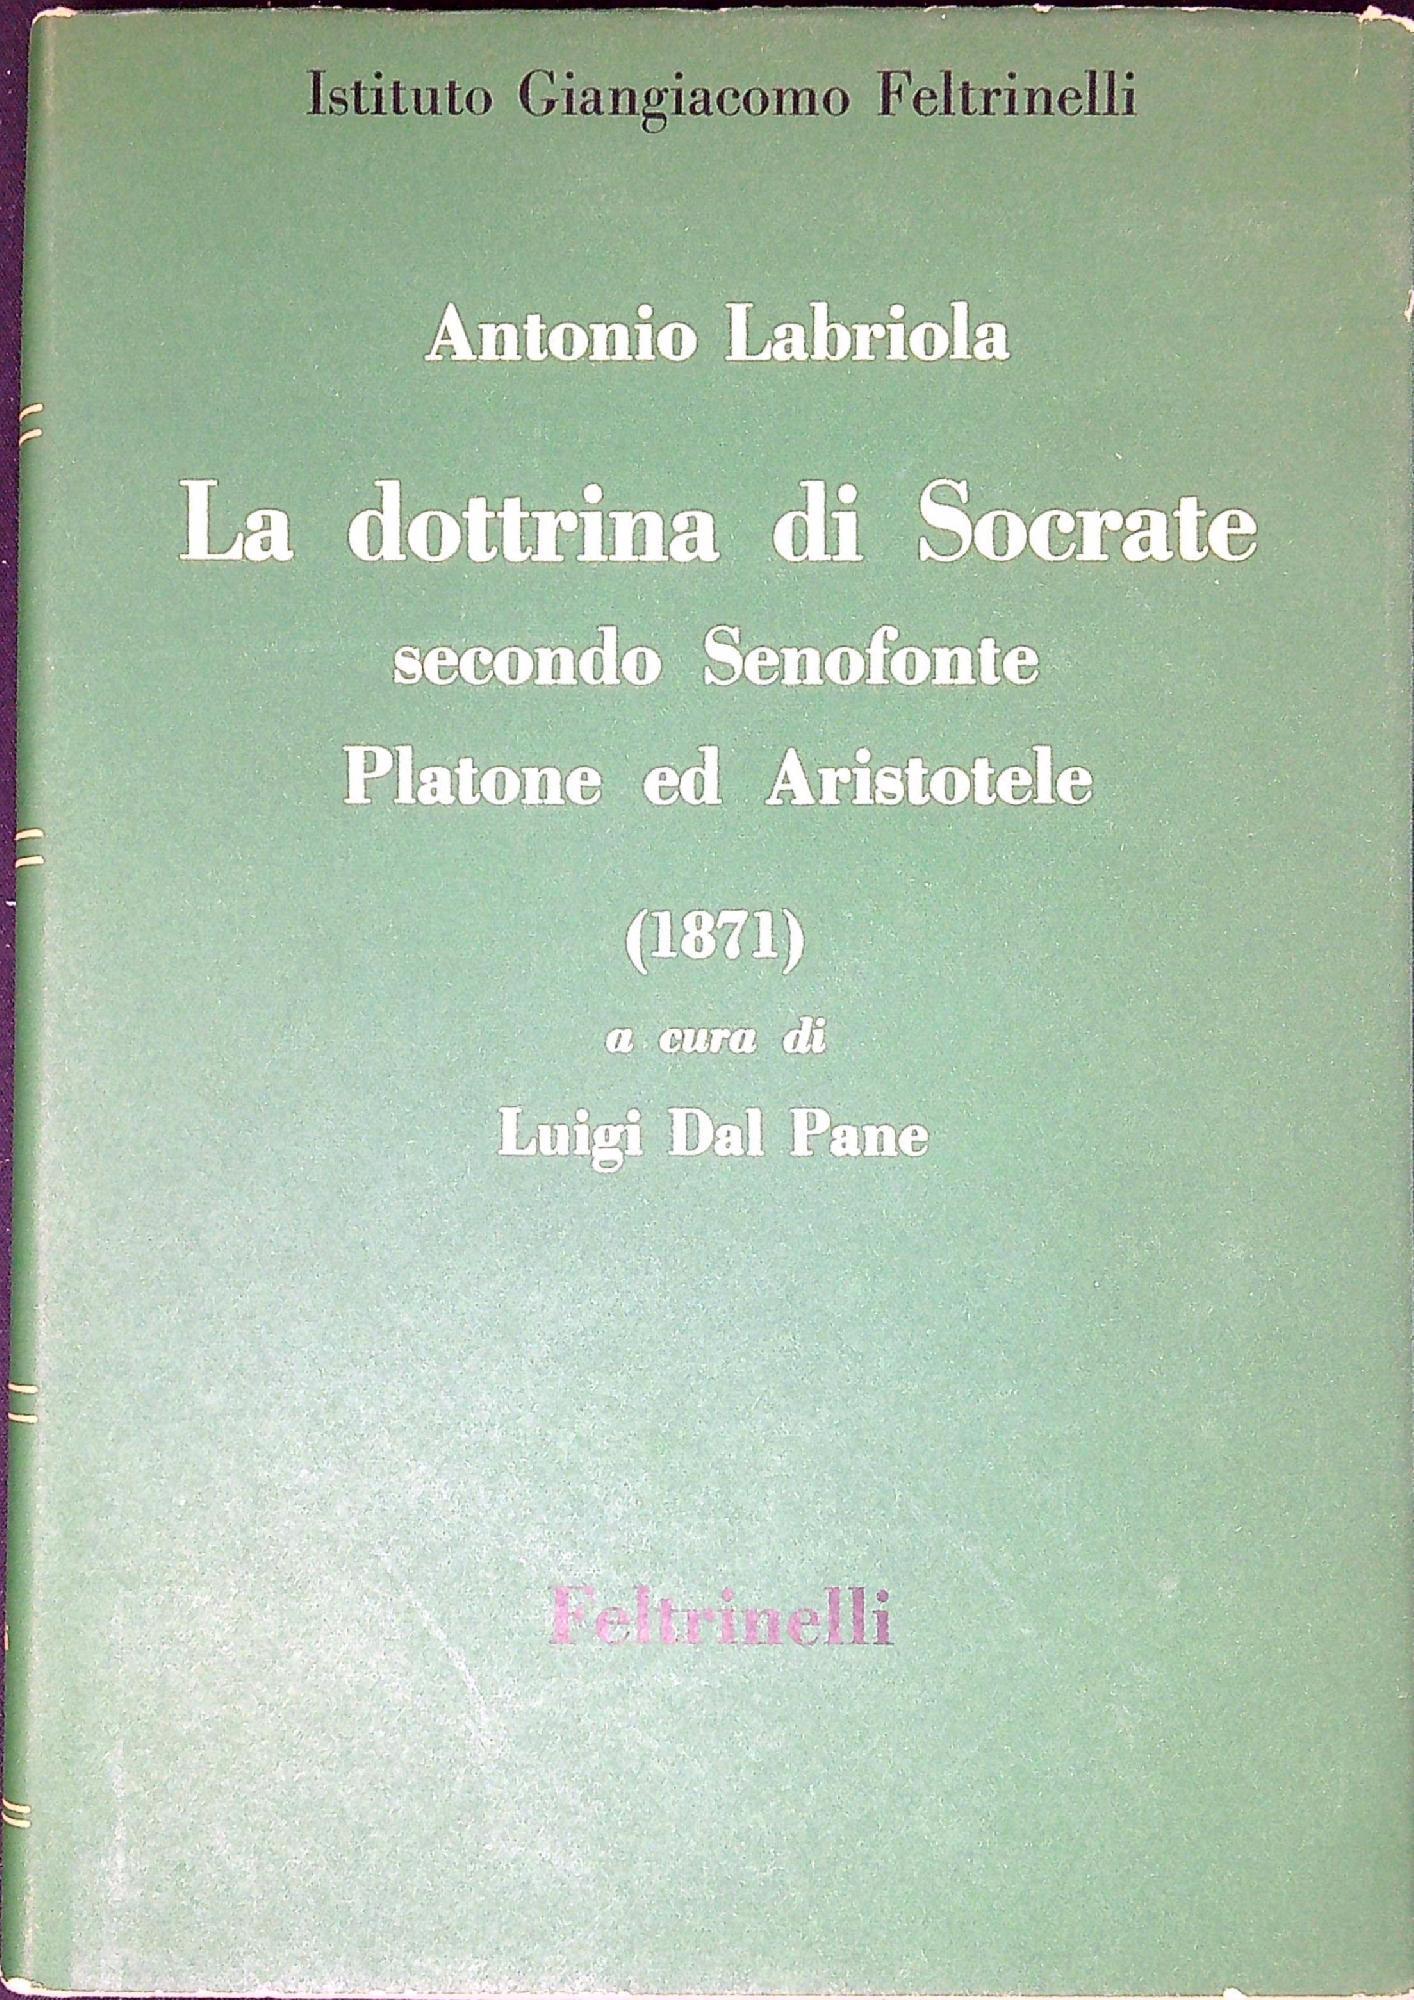 Istituto Giangiacomo Feltrinelli
Antonio Labriola
La dottrina di Socrate
secondo Senofonte
Platone ed Aristotele
(1871)
a cura di
Luigi Dal Pane
Feltrinelli